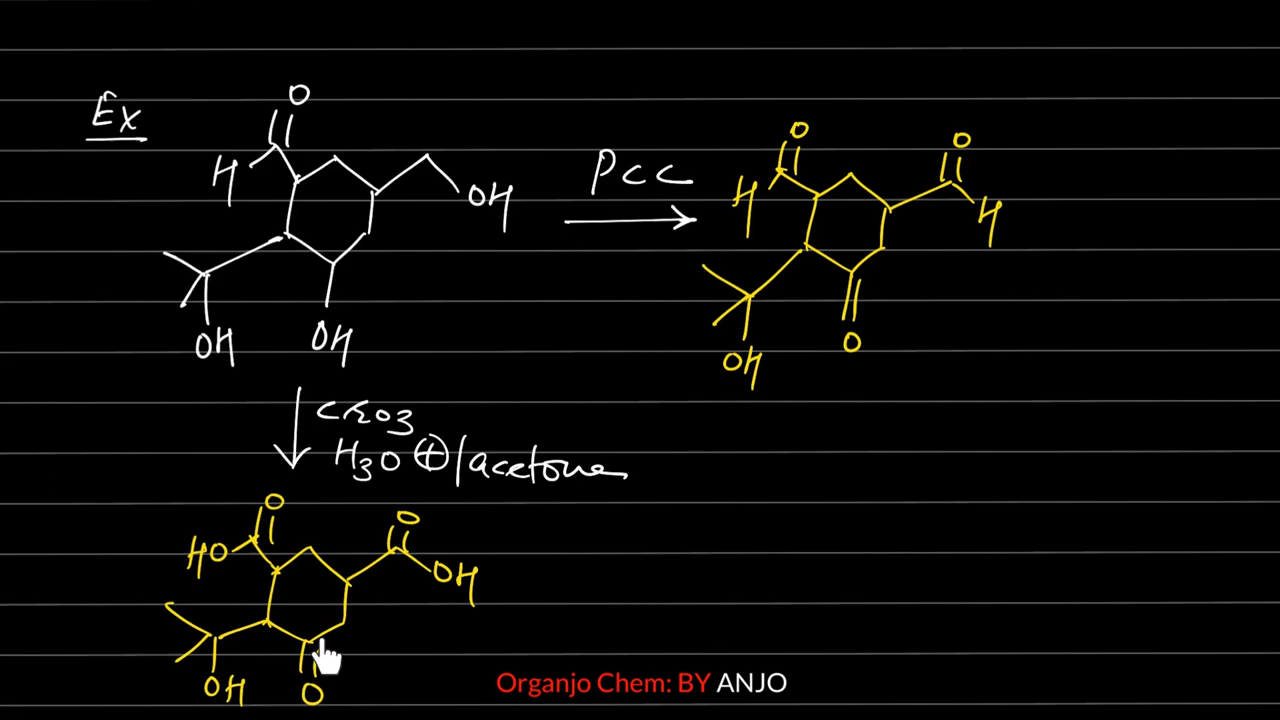 Ex
O
H
OH
OH
OH
PCC
O
O
H
H
OH
O
CrO3
H3O⊕/acetone
O
O
HO
OH
OH
O
Organjo Chem: BY ANJO